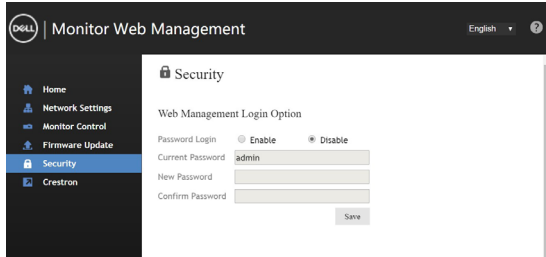 DELL | Monitor Web Management
English
?
Home
Network Settings
Monitor Control
Firmware Update
Security
Crestron
Security
Web Management Login Option
Password Login Enable Disable
Current Password admin
New Password
Confirm Password
Save